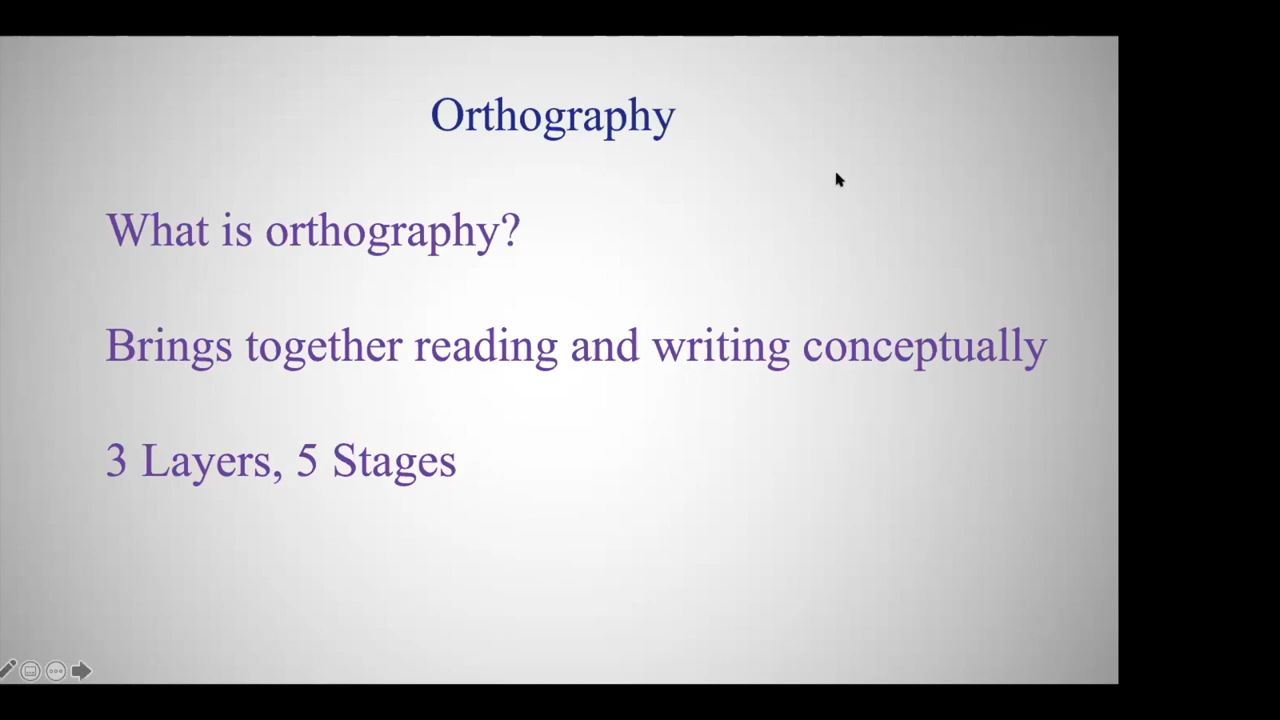 Orthography
What is orthography?
Brings together reading and writing conceptually
3 Layers, 5 Stages